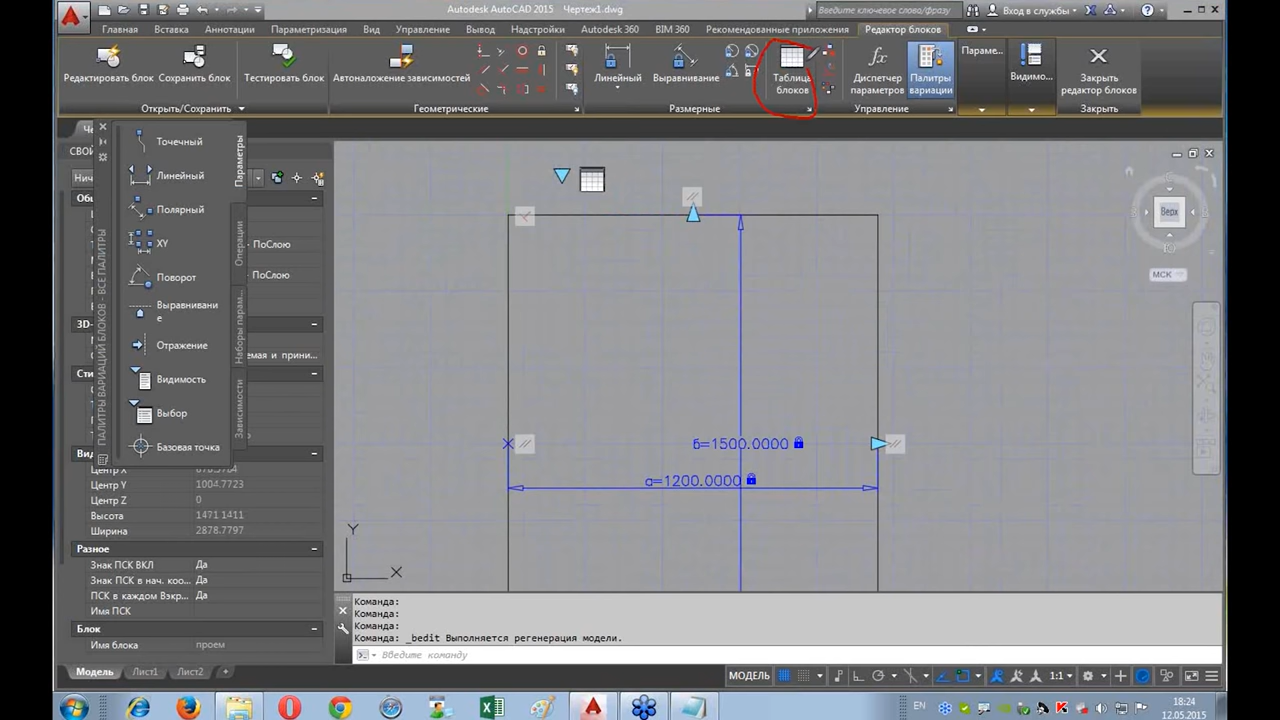 Autodesk AutoCAD 2015 Чертеж1.dwg
Введите ключевое слово/фразу
Вход в службы
Главная Вставка Аннотации Параметризация Вид Управление Вывод Надстройки Autodesk 360 BIM 360 Рекомендованные приложения Редактор блоков
Редактировать блок Сохранить блок Тестировать блок Автоналожение зависимостей Линейный Выравнивание
Таблица блоков
Диспетчер параметров
Палитры вариации
Параме...
Видимо...
Закрыть редактор блоков
Открыть/Сохранить Геометрические Размерные Управление Закрыть
ПАЛИТРЫ ВАРИАЦИИ БЛОКОВ - ВСЕ ПАЛИТРЫ
Точечный
Линейный
Полярный
XY
Поворот
Выравнивани
е
Отражение
Видимость
Выбор
Базовая точка
Параметры
Операции
Наборы парам...
Зависимости
ПоСлою
ПоСлою
3D-
емая и прини...
Центр Y 1004.7723
Центр Z 0
Высота 1471.1411
Ширина 2878.7797
Разное
Знак ПСК ВКЛ Да
Знак ПСК в нач. коо... Да
ПСК в каждом Вэкр... Да
Имя ПСК
Блок
Имя блока проем
б=1500.0000
а=1200.0000
Верх
МСК
Y
X
Команда:
Команда:
Команда:
Команда: _bedit Выполняется регенерация модели.
Введите команду
Модель Лист1 Лист2 +
МОДЕЛЬ 1:1
EN
18:24
12.05.2015